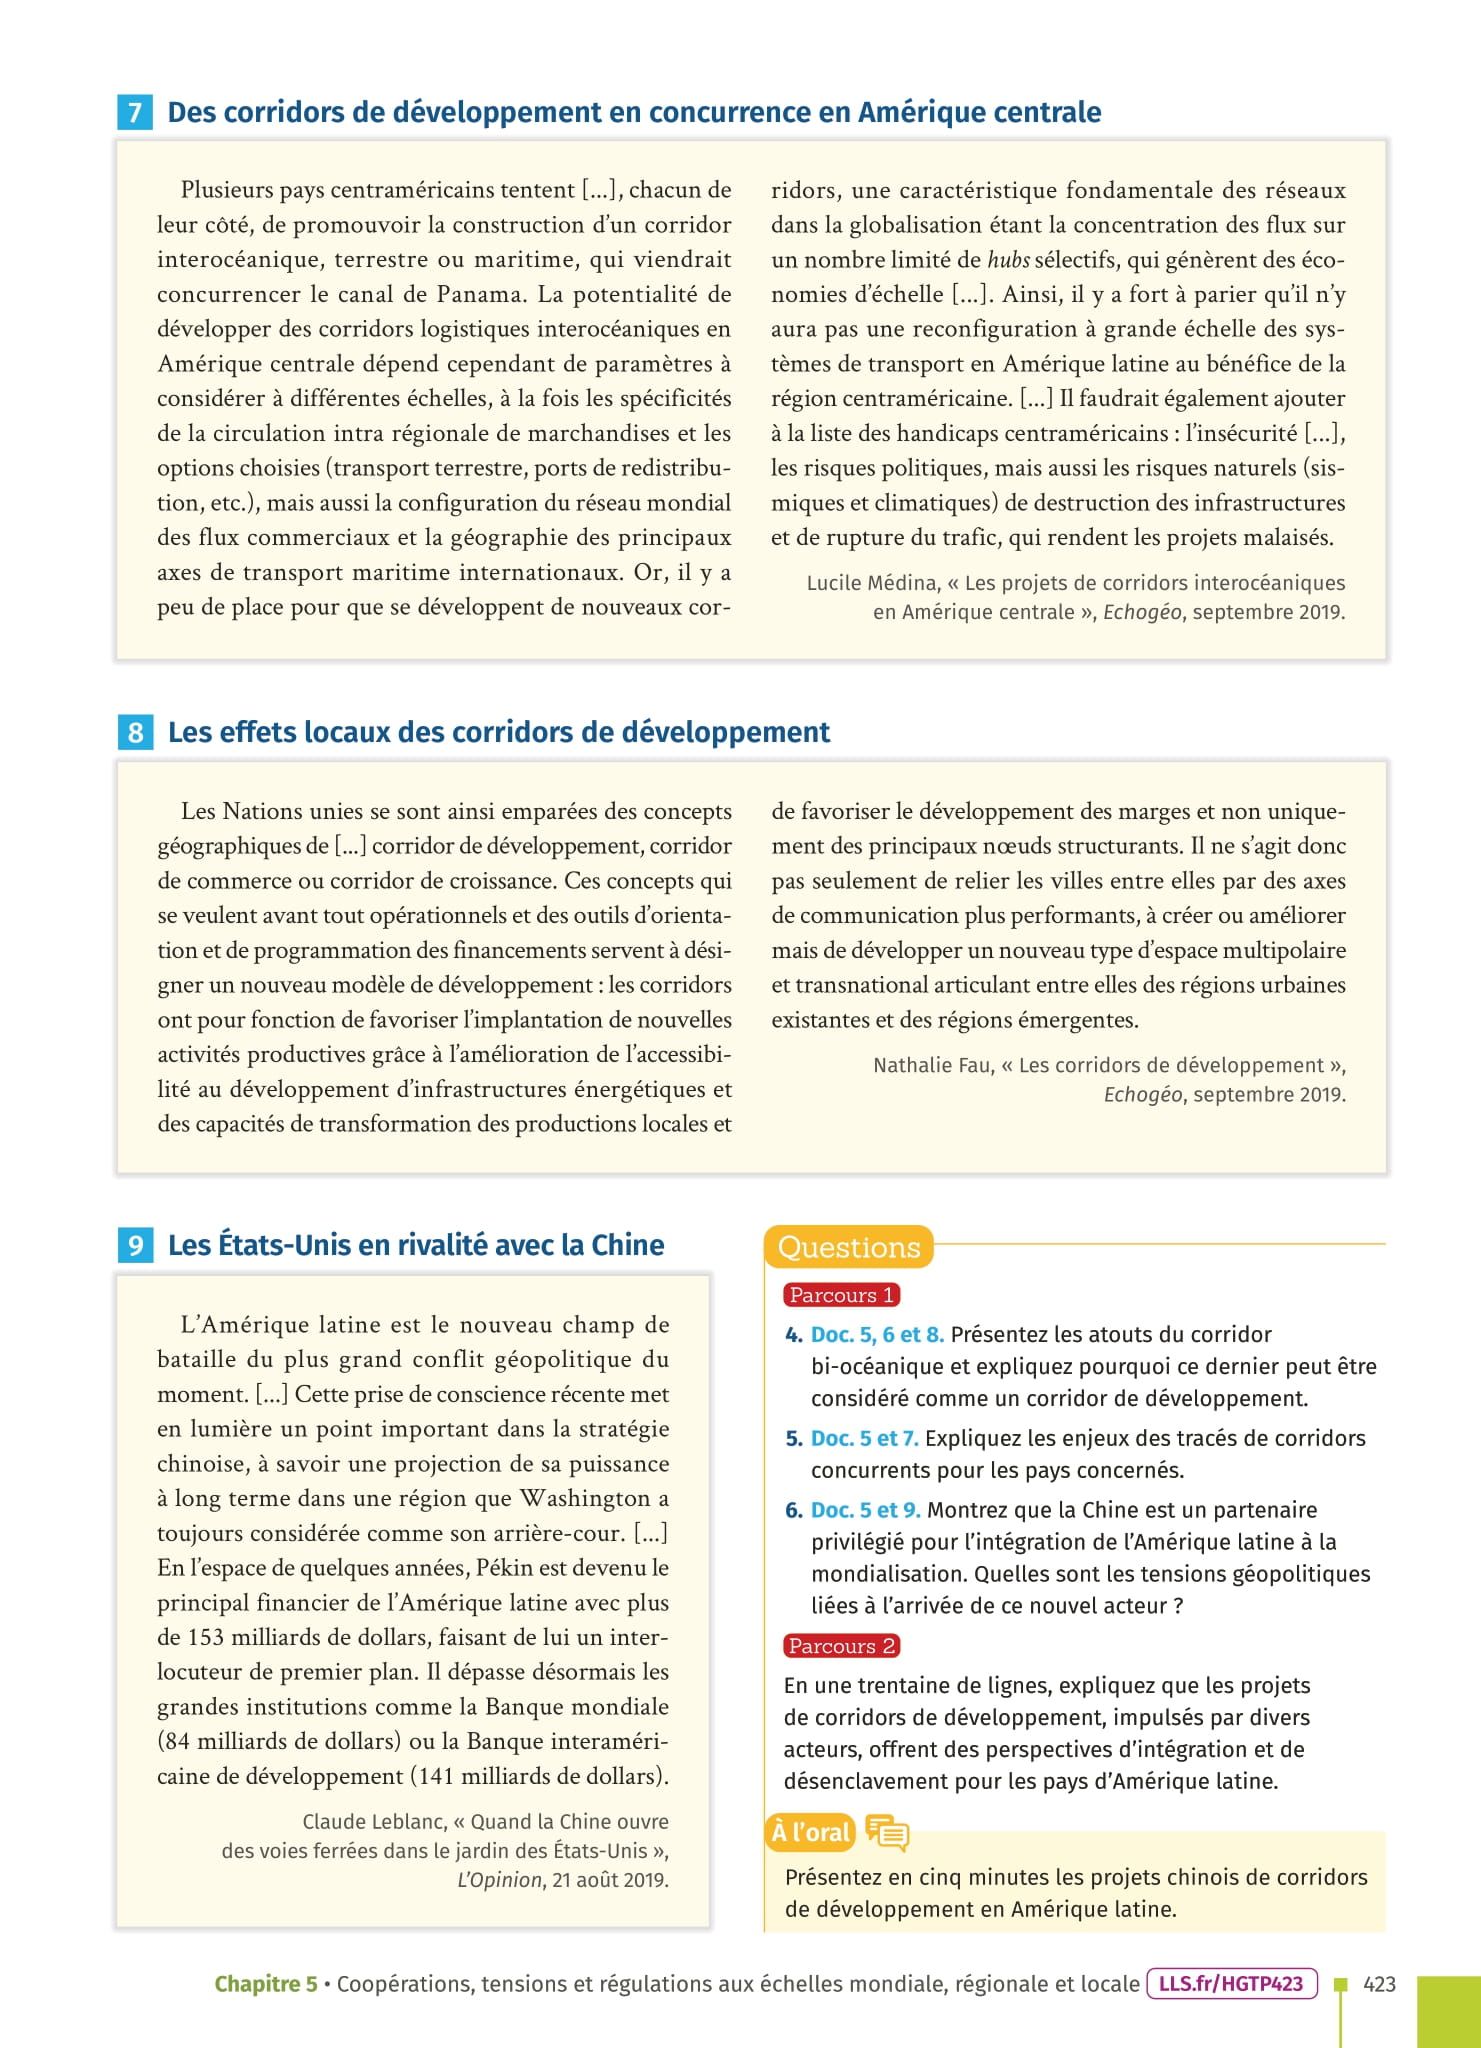 7 Des corridors de développement en concurrence en Amérique centrale
Plusieurs pays centraméricains tentent [...], chacun de
leur côté, de promouvoir la construction d'un corridor
interocéanique, terrestre ou maritime, qui viendrait
concurrencer le canal de Panama. La potentialité de
développer des corridors logistiques interocéaniques en
Amérique centrale dépend cependant de paramètres à
considérer à différentes échelles, à la fois les spécificités
de la circulation intra régionale de marchandises et les
options choisies (transport terrestre, ports de redistribu-
tion, etc.), mais aussi la configuration du réseau mondial
des flux commerciaux et la géographie des principaux
axes de transport maritime internationaux. Or, il y a
peu de place pour que se développent de nouveaux cor-
ridors, une caractéristique fondamentale des réseaux
dans la globalisation étant la concentration des flux sur
un nombre limité de hubs sélectifs, qui génèrent des éco-
nomies d'échelle [...]. Ainsi, il y a fort à parier qu'il n'y
aura pas une reconfiguration à grande échelle des sys-
tèmes de transport en Amérique latine au bénéfice de la
région centraméricaine. [...] Il faudrait également ajouter
à la liste des handicaps centraméricains : l'insécurité [...],
les risques politiques, mais aussi les risques naturels (sis-
miques et climatiques) de destruction des infrastructures
et de rupture du trafic, qui rendent les projets malaisés.
Lucile Médina, « Les projets de corridors interocéaniques
en Amérique centrale », Echogéo, septembre 2019.
8 Les effets locaux des corridors de développement
Les Nations unies se sont ainsi emparées des concepts
géographiques de [...] corridor de développement, corridor
de commerce ou corridor de croissance. Ces concepts qui
se veulent avant tout opérationnels et des outils d'orienta-
tion et de programmation des financements servent à dési-
gner un nouveau modèle de développement : les corridors
ont pour fonction de favoriser l'implantation de nouvelles
activités productives grâce à l'amélioration de l'accessibi-
lité au développement d'infrastructures énergétiques et
des capacités de transformation des productions locales et
de favoriser le développement des marges et non unique-
ment des principaux nœuds structurants. Il ne s'agit donc
pas seulement de relier les villes entre elles par des axes
de communication plus performants, à créer ou améliorer
mais de développer un nouveau type d'espace multipolaire
et transnational articulant entre elles des régions urbaines
existantes et des régions émergentes.
Nathalie Fau, « Les corridors de développement »,
Echogéo, septembre 2019.
9 Les États-Unis en rivalité avec la Chine
L'Amérique latine est le nouveau champ de
bataille du plus grand conflit géopolitique du
moment. [...] Cette prise de conscience récente met
en lumière un point important dans la stratégie
chinoise, à savoir une projection de sa puissance
à long terme dans une région que Washington a
toujours considérée comme son arrière-cour. [...]
En l'espace de quelques années, Pékin est devenu le
principal financier de l'Amérique latine avec plus
de 153 milliards de dollars, faisant de lui un inter-
locuteur de premier plan. Il dépasse désormais les
grandes institutions comme la Banque mondiale
(84 milliards de dollars) ou la Banque interaméri-
caine de développement (141 milliards de dollars).
Claude Leblanc, « Quand la Chine ouvre
des voies ferrées dans le jardin des États-Unis »,
L'Opinion, 21 août 2019.
Questions
Parcours 1
4. Doc. 5, 6 et 8. Présentez les atouts du corridor
bi-océanique et expliquez pourquoi ce dernier peut être
considéré comme un corridor de développement.
5. Doc. 5 et 7. Expliquez les enjeux des tracés de corridors
concurrents pour les pays concernés.
6. Doc. 5 et 9. Montrez que la Chine est un partenaire
privilégié pour l'intégration de l'Amérique latine à la
mondialisation. Quelles sont les tensions géopolitiques
liées à l'arrivée de ce nouvel acteur ?
Parcours 2
En une trentaine de lignes, expliquez que les projets
de corridors de développement, impulsés par divers
acteurs, offrent des perspectives d'intégration et de
désenclavement pour les pays d'Amérique latine.
À l'oral
Présentez en cinq minutes les projets chinois de corridors
de développement en Amérique latine.
Chapitre 5 • Coopérations, tensions et régulations aux échelles mondiale, régionale et locale LLS.fr/HGTP423 423